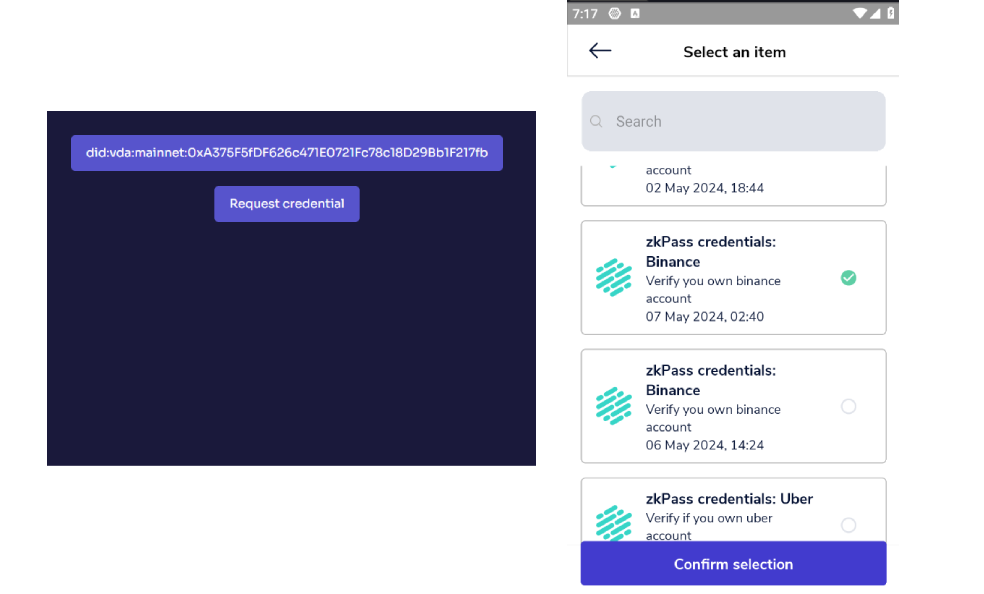 did:vda:mainnet:0xA375F5fDF626c471E0721Fc78c18D29Bb1F217fb
Request credential
7:17
Select an item
Search
account
02 May 2024, 18:44
zkPass credentials:
Binance
Verify you own binance
account
07 May 2024, 02:40
zkPass credentials:
Binance
Verify you own binance
account
06 May 2024, 14:24
zkPass credentials: Uber
Verify if you own uber
account
Confirm selection